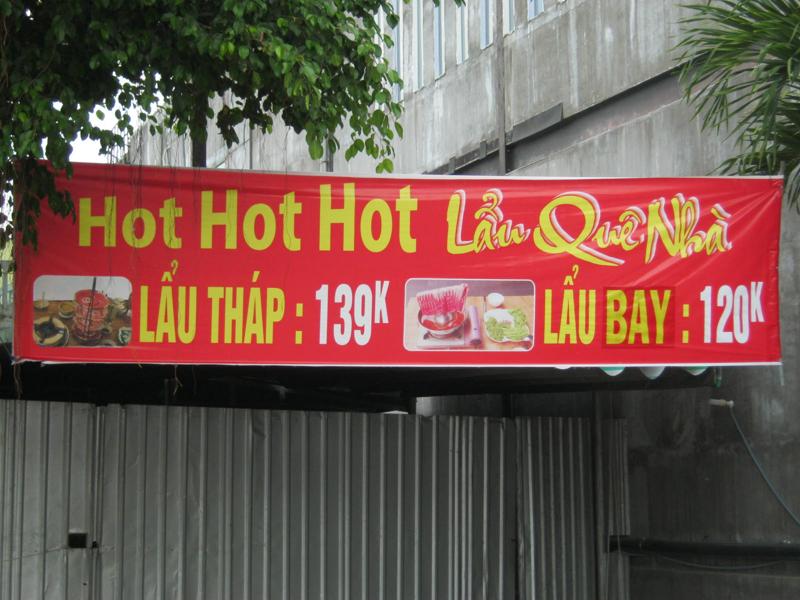 Hot Hot Hot Lẩu Quê Nhà
LẨU THÁP : 139K LẨU BAY : 120K